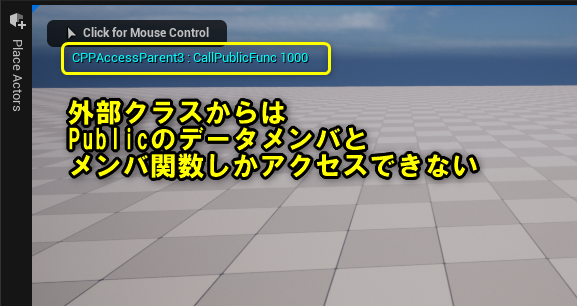 Place Actors
Click for Mouse Control
CPPAccessParent3 : CallPublicFunc 1000
外部クラスからは
Publicのデータメンバと
メンバ関数しかアクセスできない